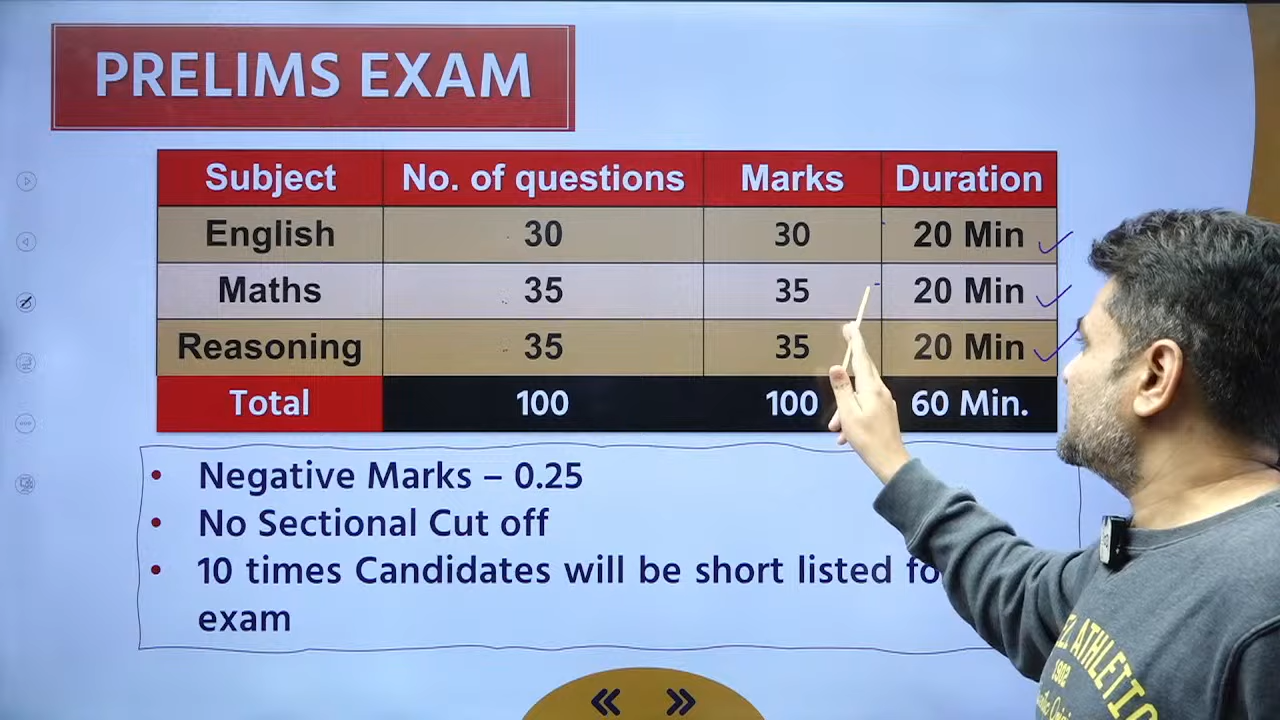 PRELIMS EXAM
Subject No. of questions Marks Duration
English 30 30 20 Min
Maths 35 35 20 Min
Reasoning 35 35 20 Min
Total 100 100 60 Min.
• Negative Marks – 0.25
• No Sectional Cut off
• 10 times Candidates will be short listed
exam
ATHLETIC
1902